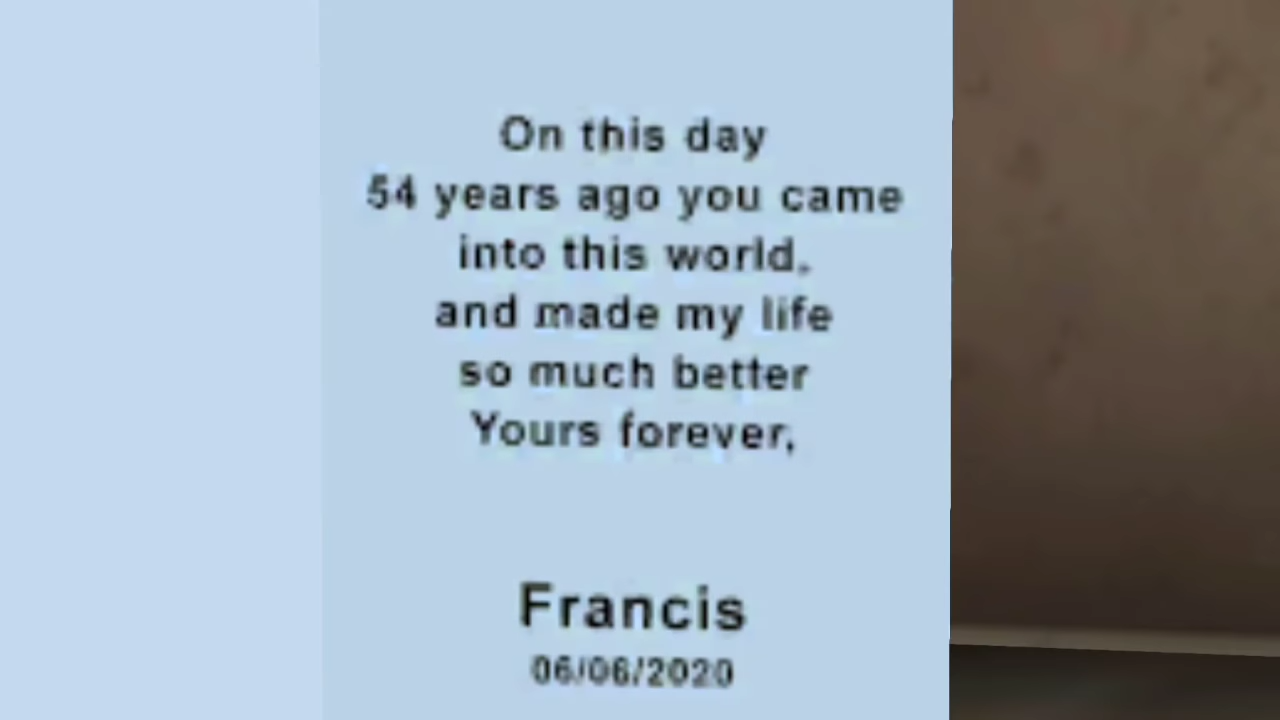 On this day
54 years ago you came
into this world,
and made my life
so much better
Yours forever,
Francis
06/06/2020